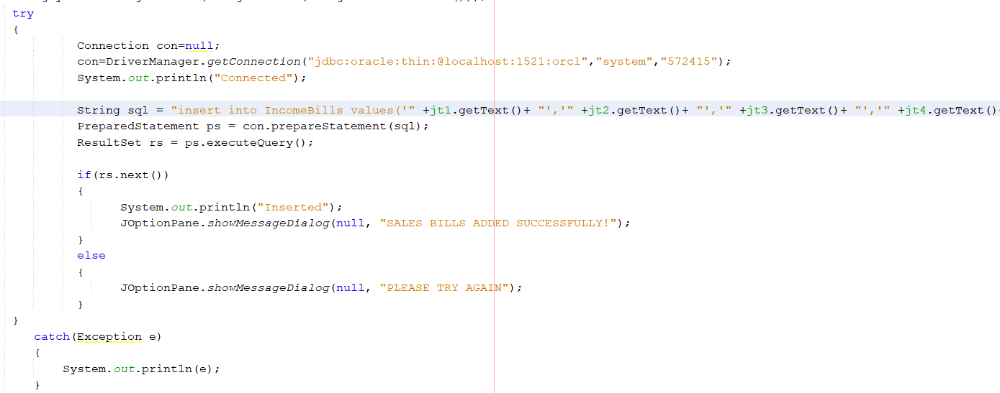 try
{
Connection con=null;
con=DriverManager.getConnection("jdbc:oracle:thin:@localhost:1521:orcl","system","572415");
System.out.println("Connected");
String sql = "insert into IncomeBills values('" +jt1.getText()+ "','" +jt2.getText()+ "','" +jt3.getText()+ "','" +jt4.getText()
PreparedStatement ps = con.prepareStatement(sql);
ResultSet rs = ps.executeQuery();
if(rs.next())
{
System.out.println("Inserted");
JOptionPane.showMessageDialog(null, "SALES BILLS ADDED SUCCESSFULLY!");
}
else
{
JOptionPane.showMessageDialog(null, "PLEASE TRY AGAIN");
}
}
catch(Exception e)
{
System.out.println(e);
}